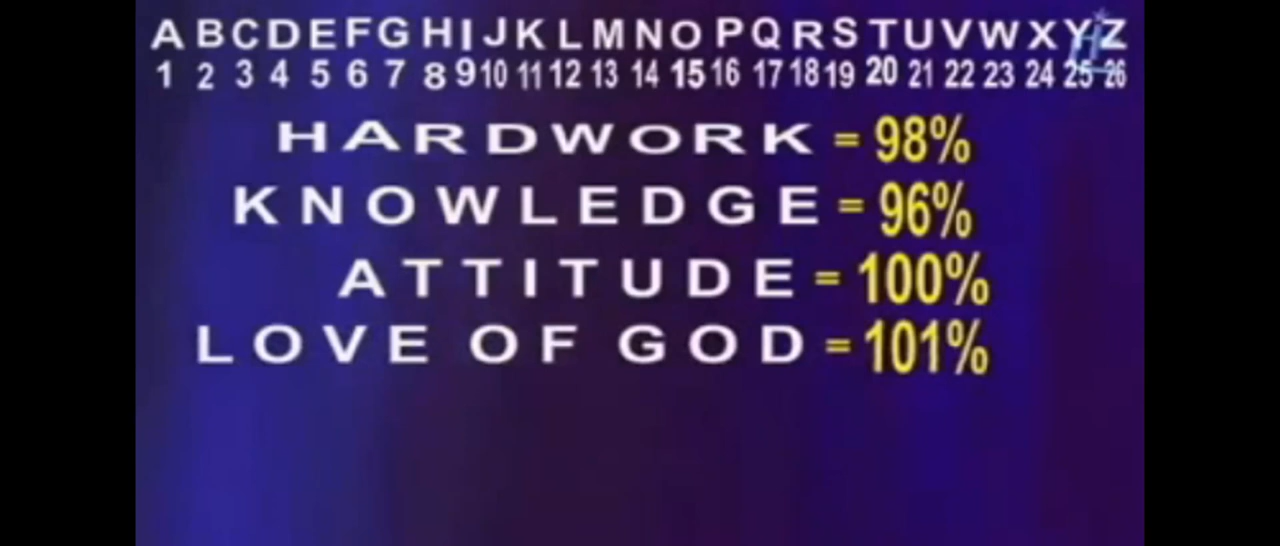 A B C D E F G H I J K L M N O P Q R S T U V W X Y Z
1 2 3 4 5 6 7 8 9 10 11 12 13 14 15 16 17 18 19 20 21 22 23 24 25 26
HARDWORK = 98%
KNOWLEDGE = 96%
ATTITUDE = 100%
LOVE OF GOD = 101%